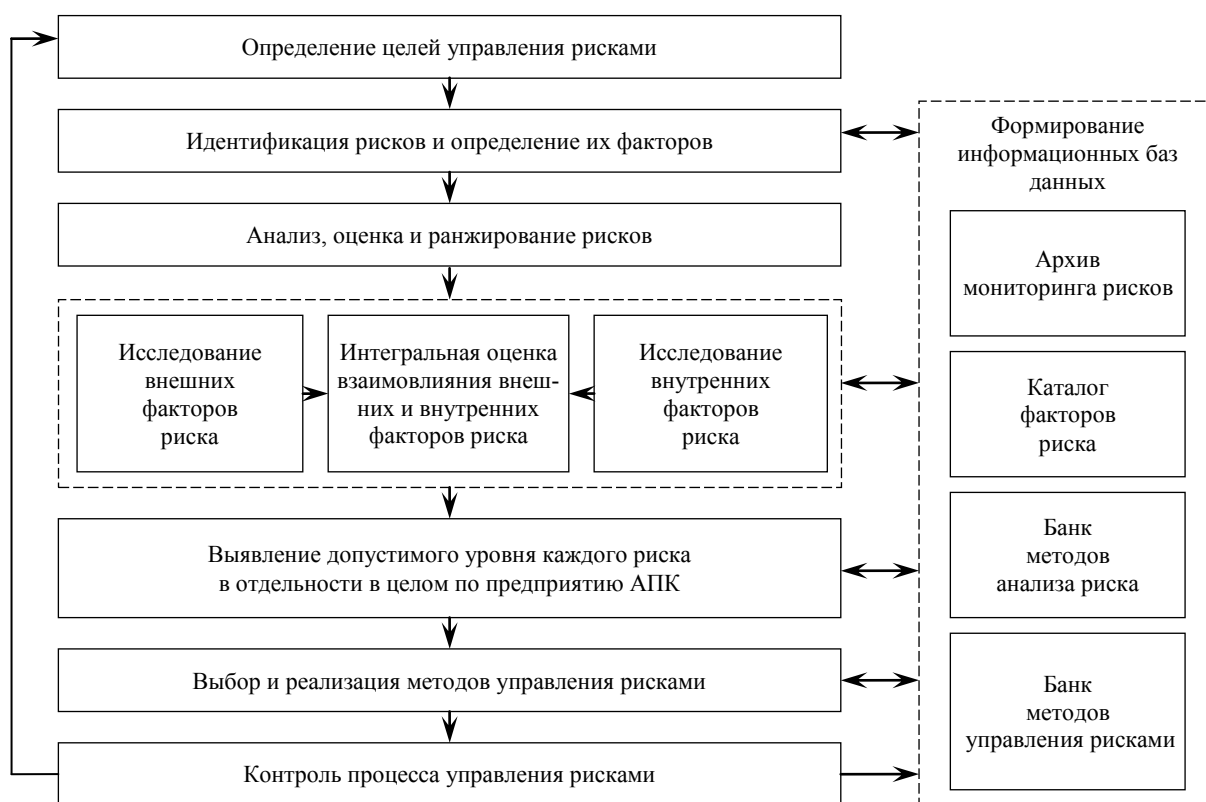 Определение целей управления рисками
Идентификация рисков и определение их факторов
Анализ, оценка и ранжирование рисков
Исследование
внешних
факторов
риска
Интегральная оценка
взаимовлияния внеш-
них и внутренних
факторов риска
Исследование
внутренних
факторов
риска
Выявление допустимого уровня каждого риска
в отдельности в целом по предприятию АПК
Выбор и реализация методов управления рисками
Контроль процесса управления рисками
Формирование
информационных баз
данных
Архив
мониторинга рисков
Каталог
факторов
риска
Банк
методов
анализа риска
Банк
методов
управления рисками